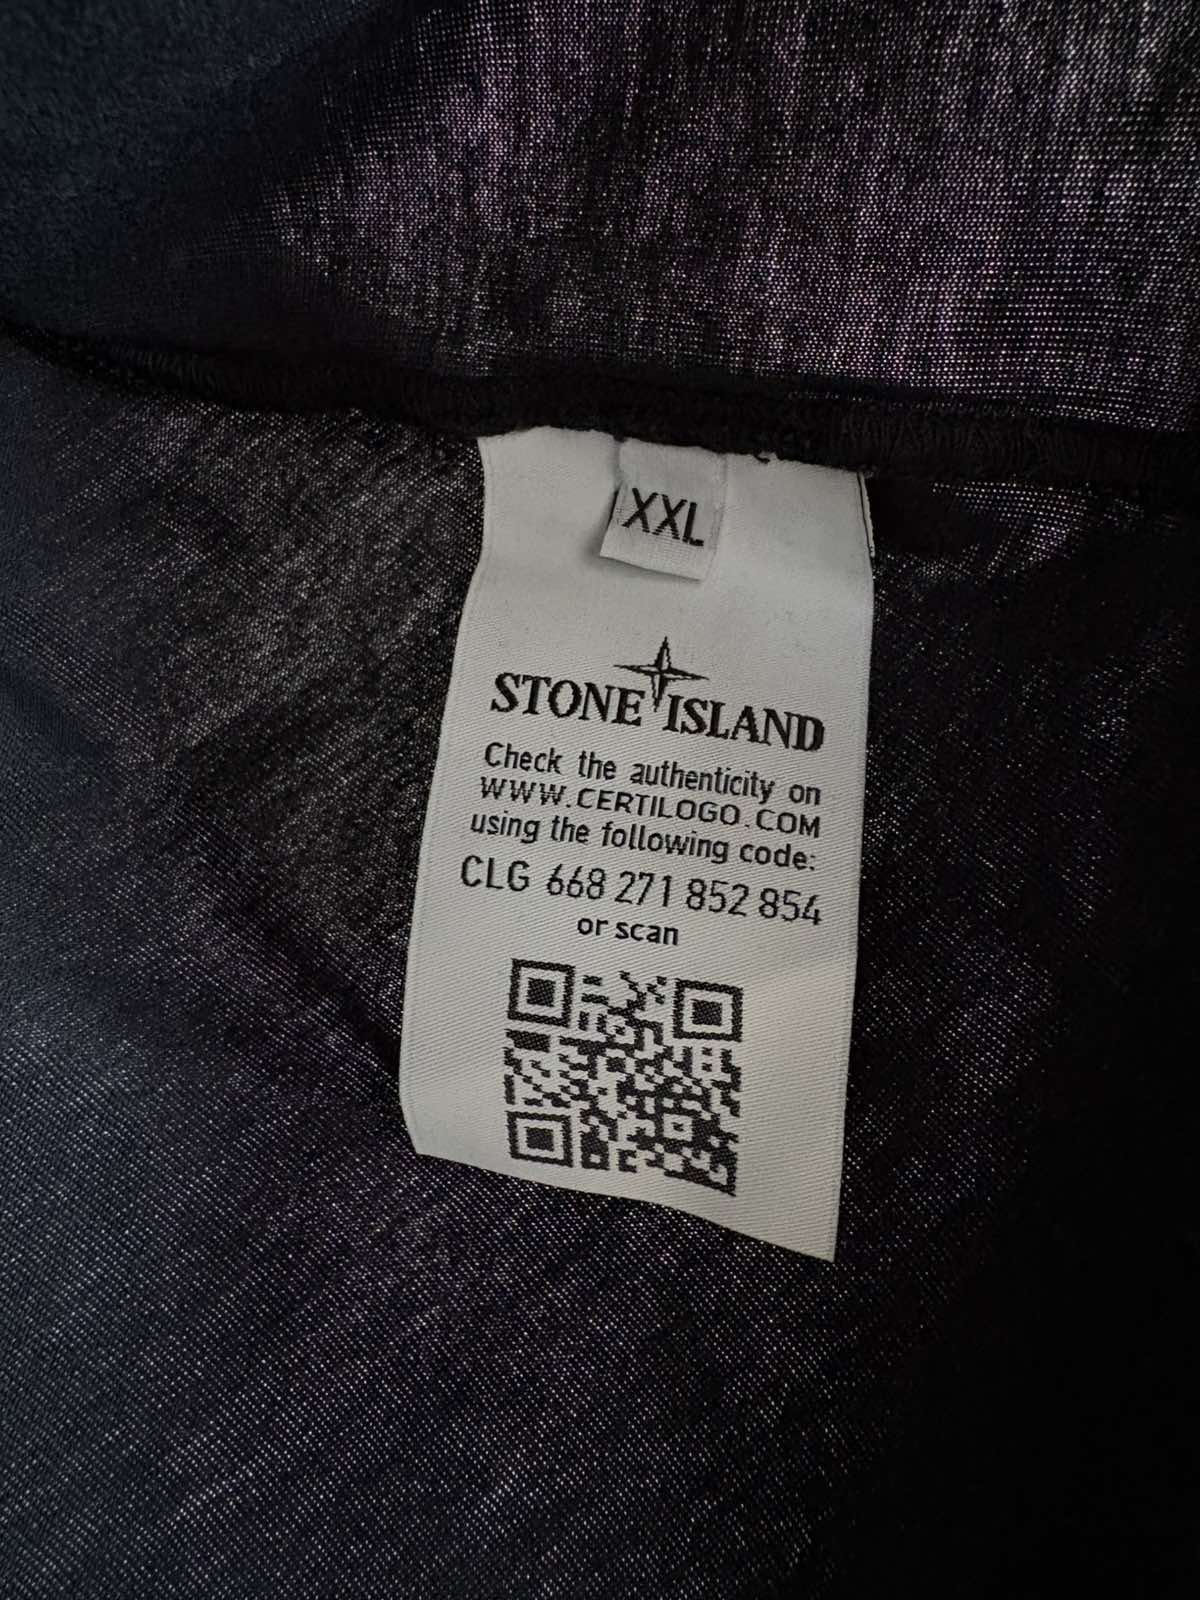 XXL
STONE ISLAND
Check the authenticity on
WWW.CERTILOGO.COM
using the following code:
CLG 668 271 852 854
or scan